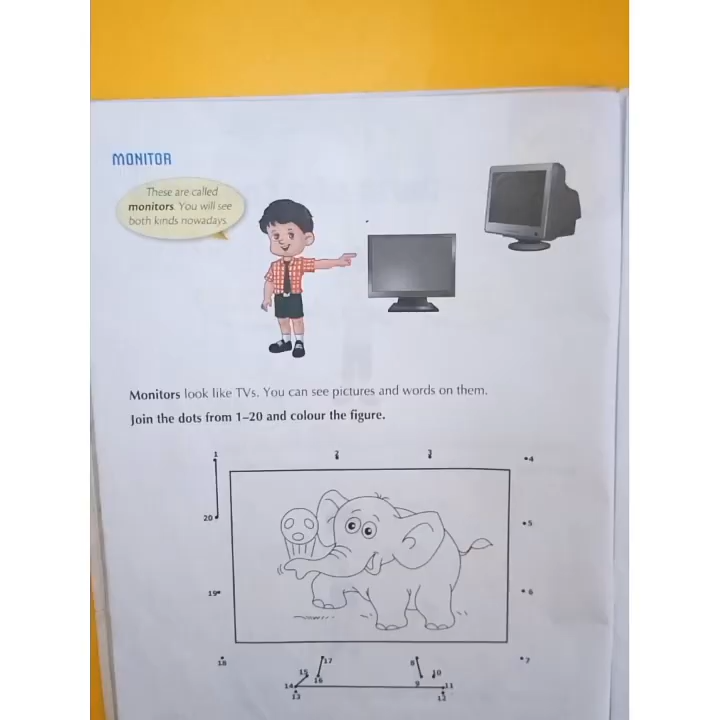 MONITOR
These are called
monitors. You will see
both kinds nowadays.
Monitors look like TVs. You can see pictures and words on them.
Join the dots from 1–20 and colour the figure.
1 2 3 4
20 5
19 6
18 17 8 7
15 16 9 10
14 11
13 12